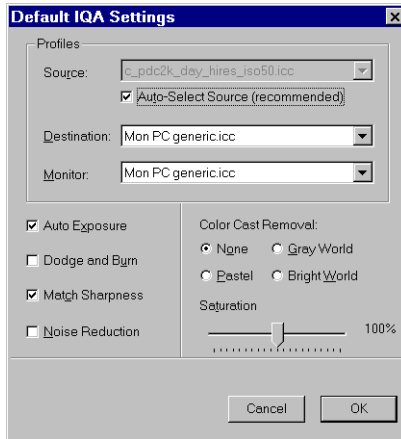 Default IQA Settings
Profiles
Source: c_pdc2k_day_hires_iso50.icc
Auto-Select Source (recommended)
Destination: Mon PC generic.icc
Monitor: Mon PC generic.icc
Auto Exposure
Dodge and Burn
Match Sharpness
Noise Reduction
Color Cast Removal:
None Gray World
Pastel Bright World
Saturation
100%
Cancel OK